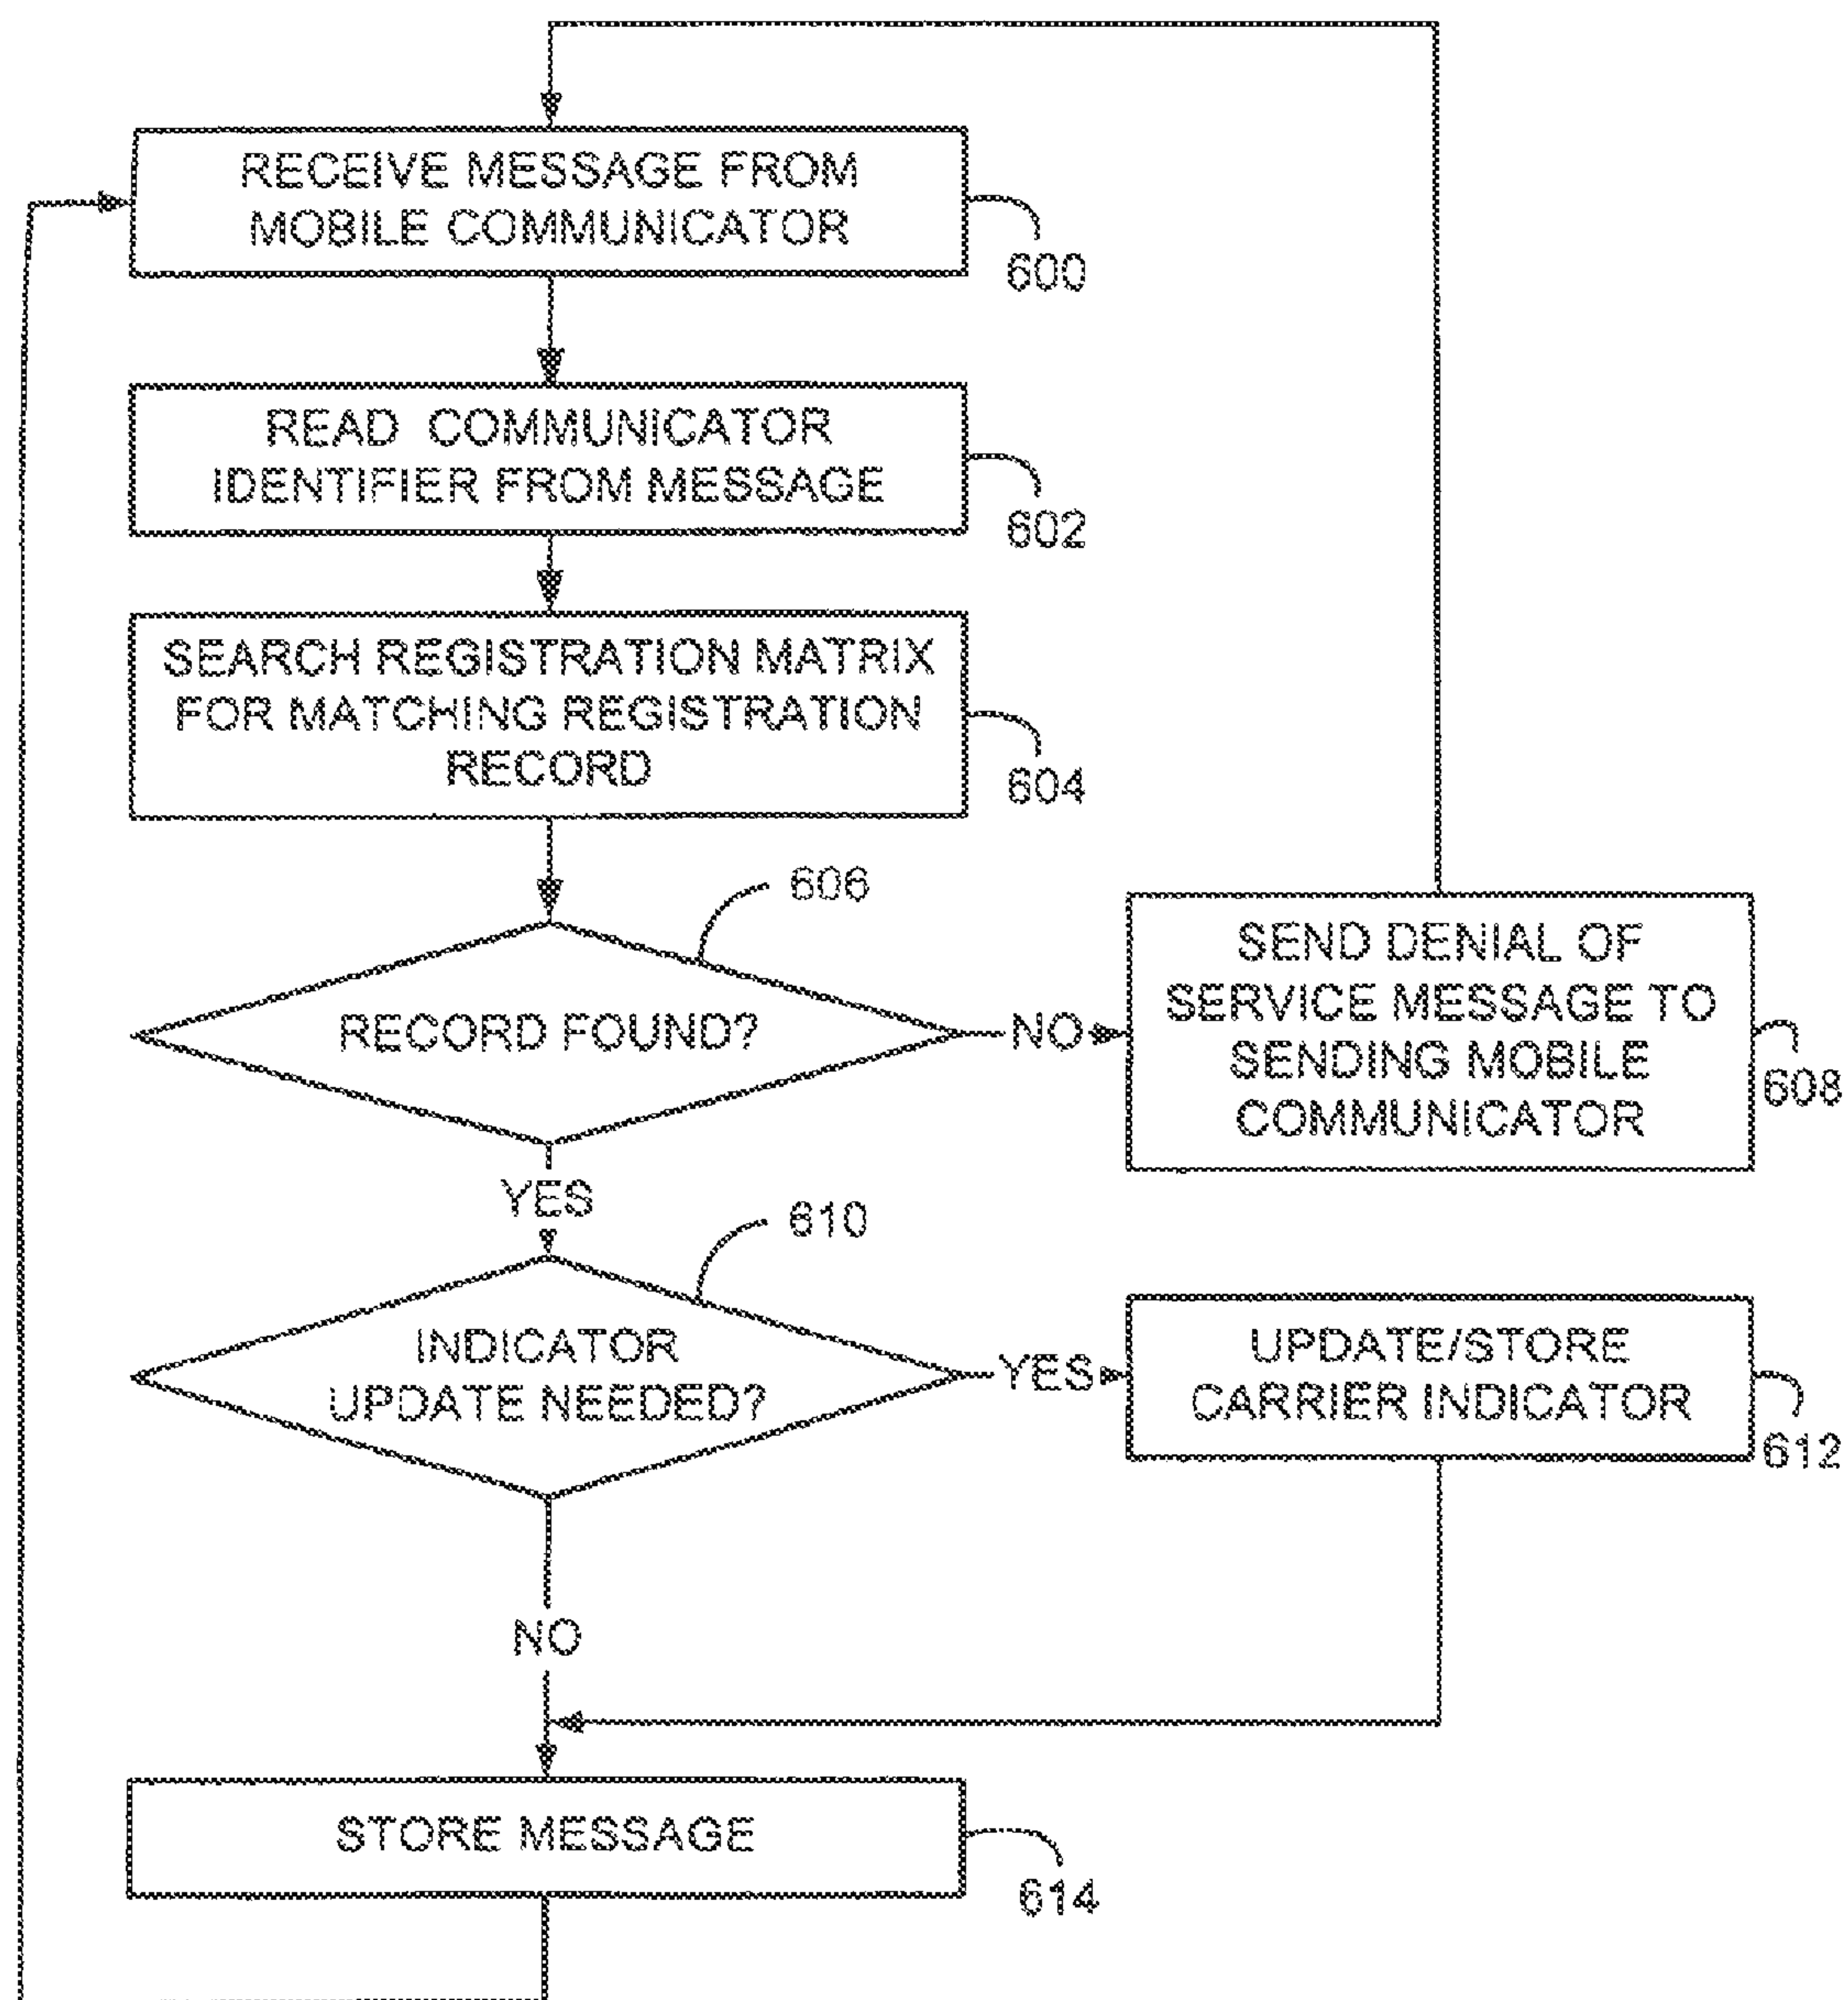 RECEIVE MESSAGE FROM
MOBILE COMMUNICATOR
600
READ COMMUNICATOR
IDENTIFIER FROM MESSAGE
602
SEARCH REGISTRATION MATRIX
FOR MATCHING REGISTRATION
RECORD
604
606
RECORD FOUND?
NO
SEND DENIAL OF
SERVICE MESSAGE TO
SENDING MOBILE
COMMUNICATOR
608
YES
610
INDICATOR
UPDATE NEEDED?
YES
UPDATE/STORE
CARRIER INDICATOR
612
NO
STORE MESSAGE
614